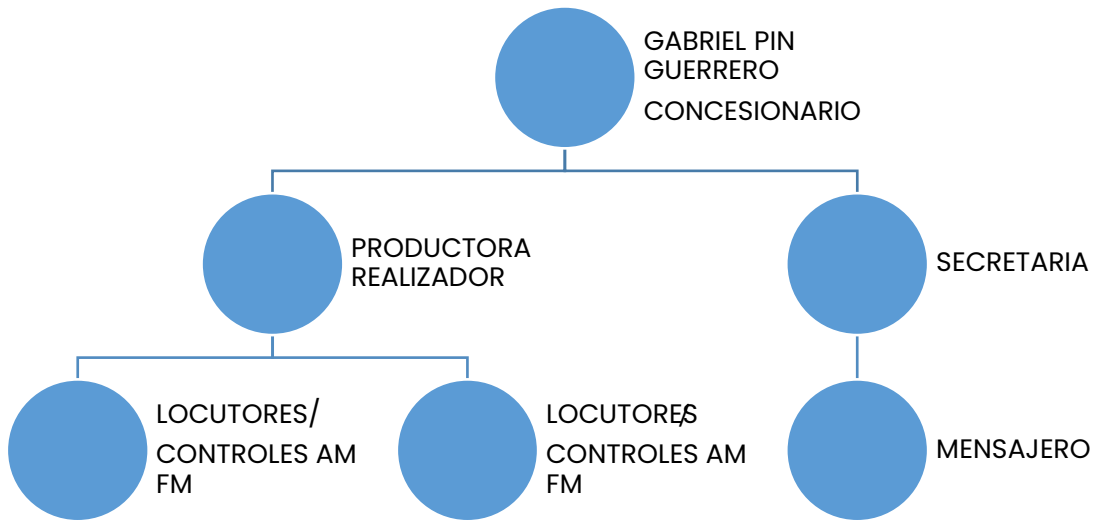 GABRIEL PIN
GUERRERO
CONCESIONARIO
PRODUCTORA
REALIZADOR
SECRETARIA
LOCUTORES/
CONTROLES AM
FM
LOCUTORES/
CONTROLES AM
FM
MENSAJERO